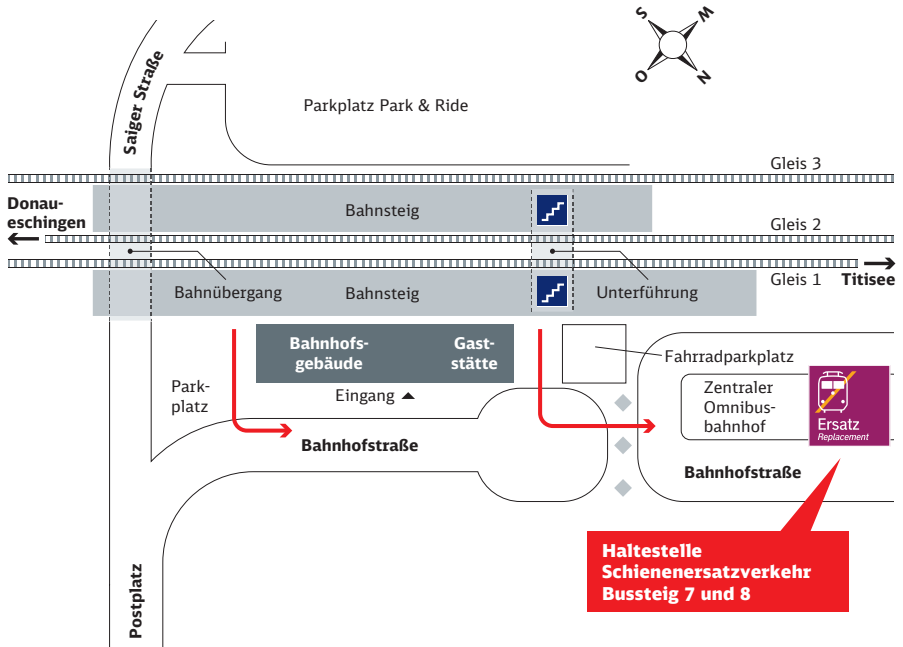 S
W
O
N
Saiger Straße
Parkplatz Park & Ride
Gleis 3
Donau-
eschingen
Bahnsteig
Gleis 2
Bahnübergang
Bahnsteig
Unterführung
Gleis 1
Titisee
Bahnhofs-
gebäude
Gast-
stätte
Fahrradparkplatz
Park-
platz
Eingang
Zentraler
Omnibus-
bahnhof
Ersatz
Replacement
Bahnhofstraße
Bahnhofstraße
Haltestelle
Schienenersatzverkehr
Bussteig 7 und 8
Postplatz